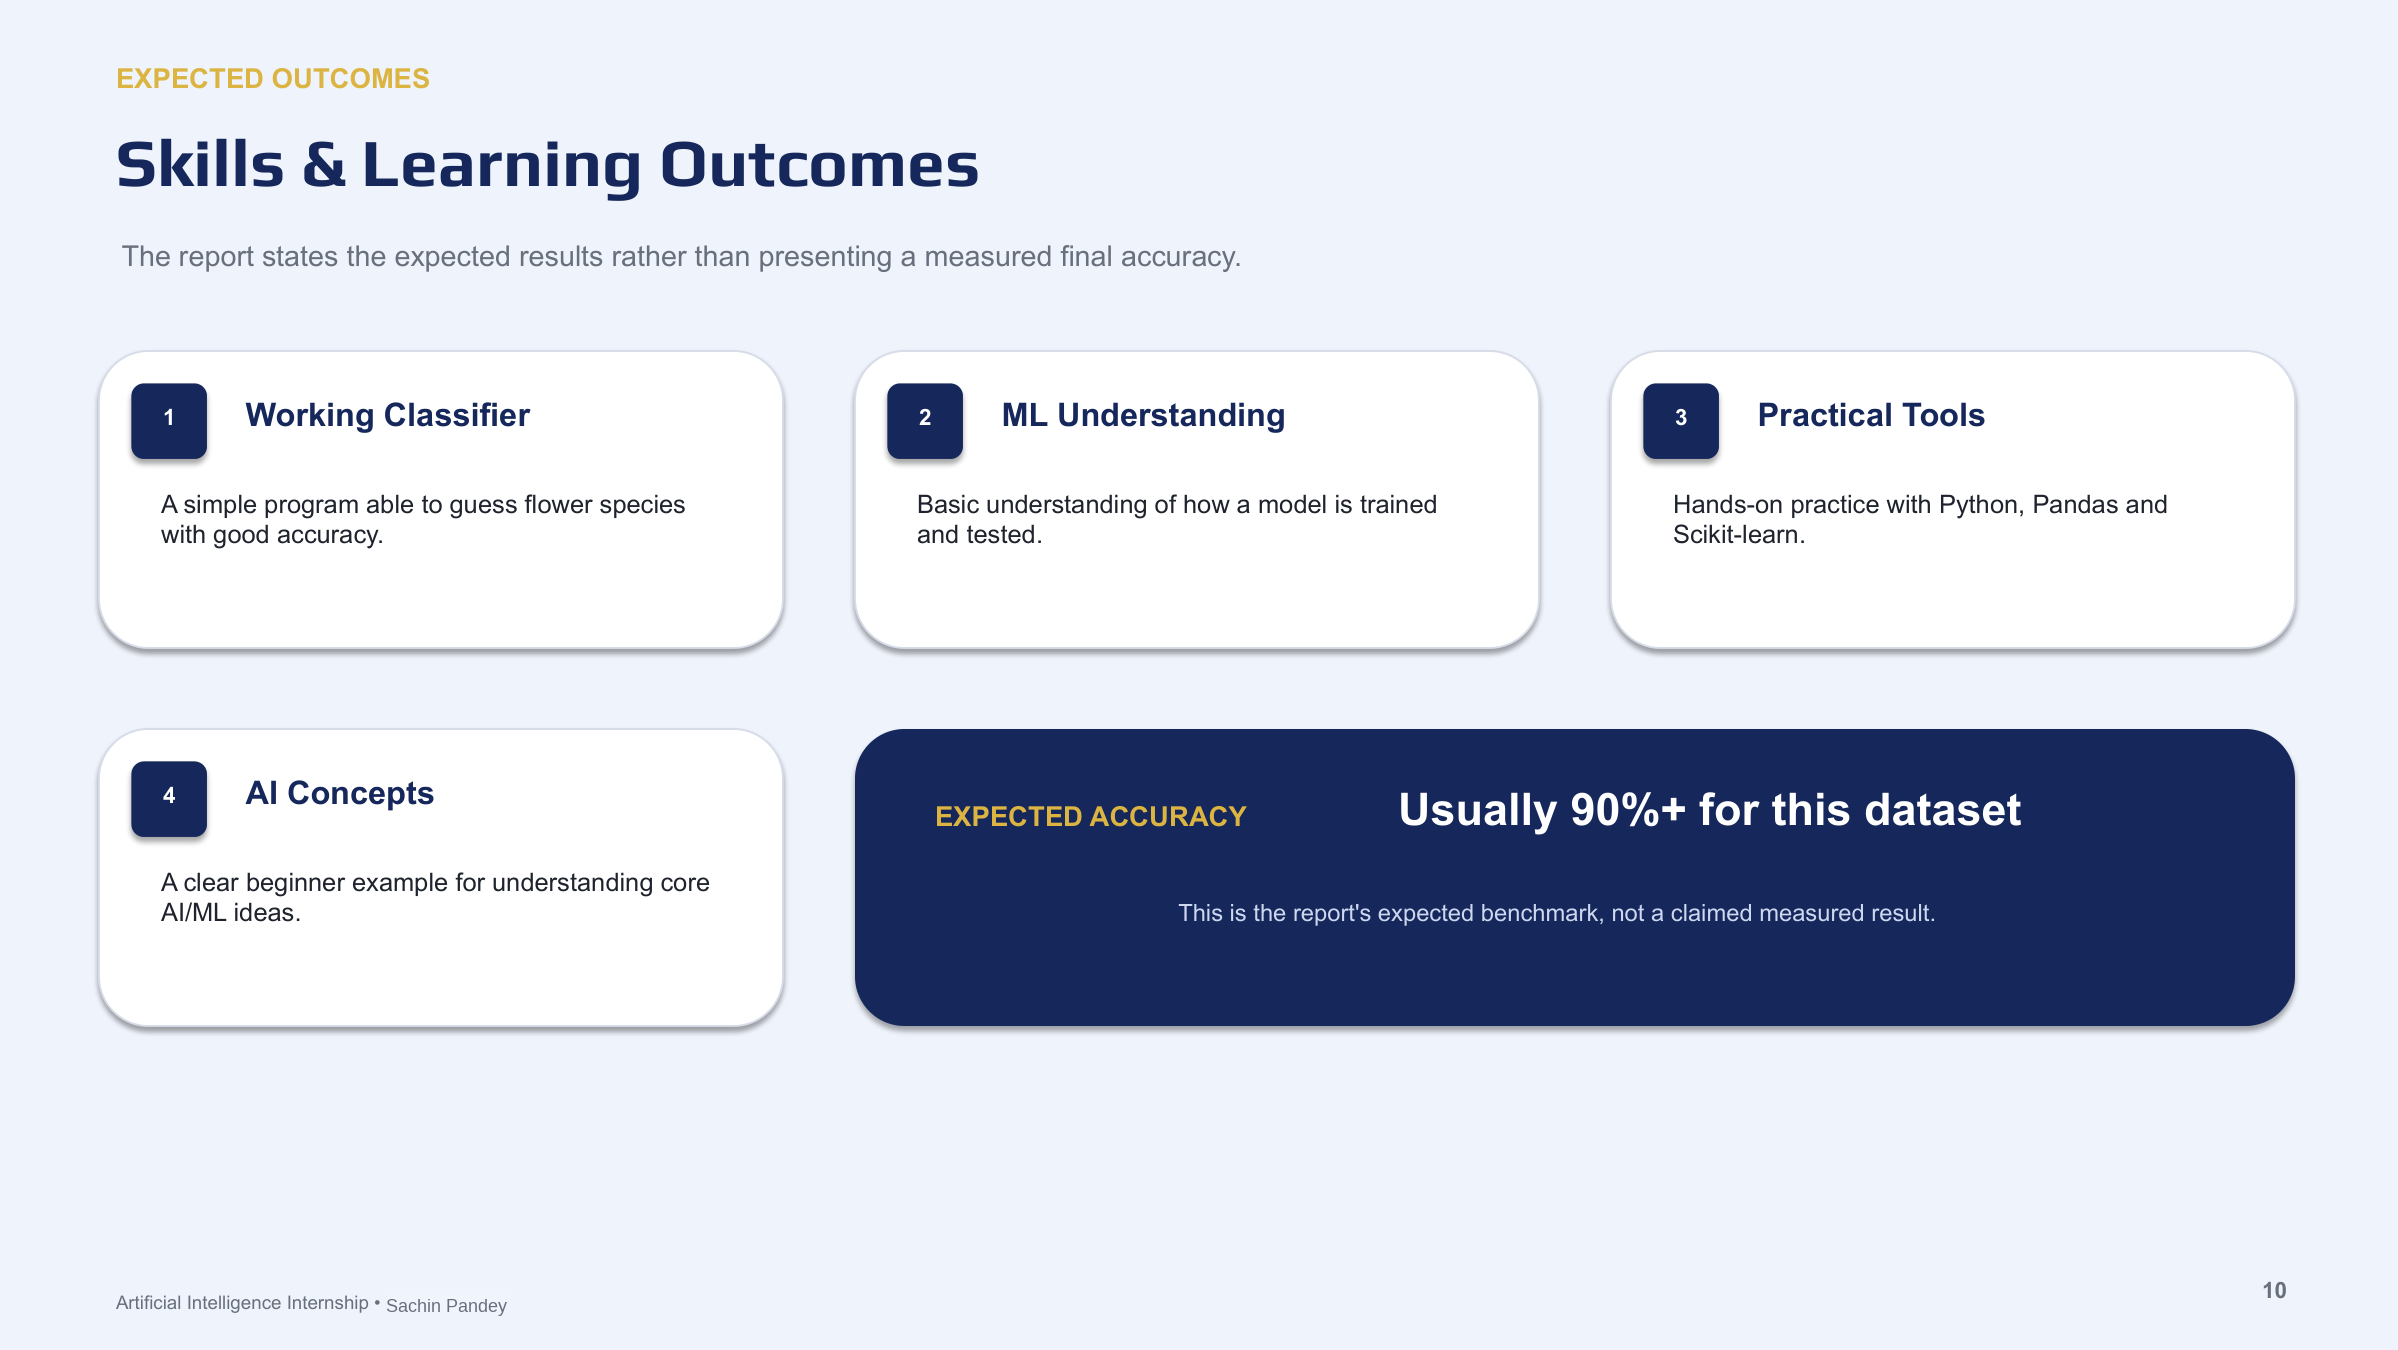 EXPECTED OUTCOMES
Skills & Learning Outcomes
The report states the expected results rather than presenting a measured final accuracy.
1
Working Classifier
A simple program able to guess flower species
with good accuracy.
2
ML Understanding
Basic understanding of how a model is trained
and tested.
3
Practical Tools
Hands-on practice with Python, Pandas and
Scikit-learn.
4
AI Concepts
A clear beginner example for understanding core
AI/ML ideas.
EXPECTED ACCURACY
Usually 90%+ for this dataset
This is the report's expected benchmark, not a claimed measured result.
Artificial Intelligence Internship • Sachin Pandey
10